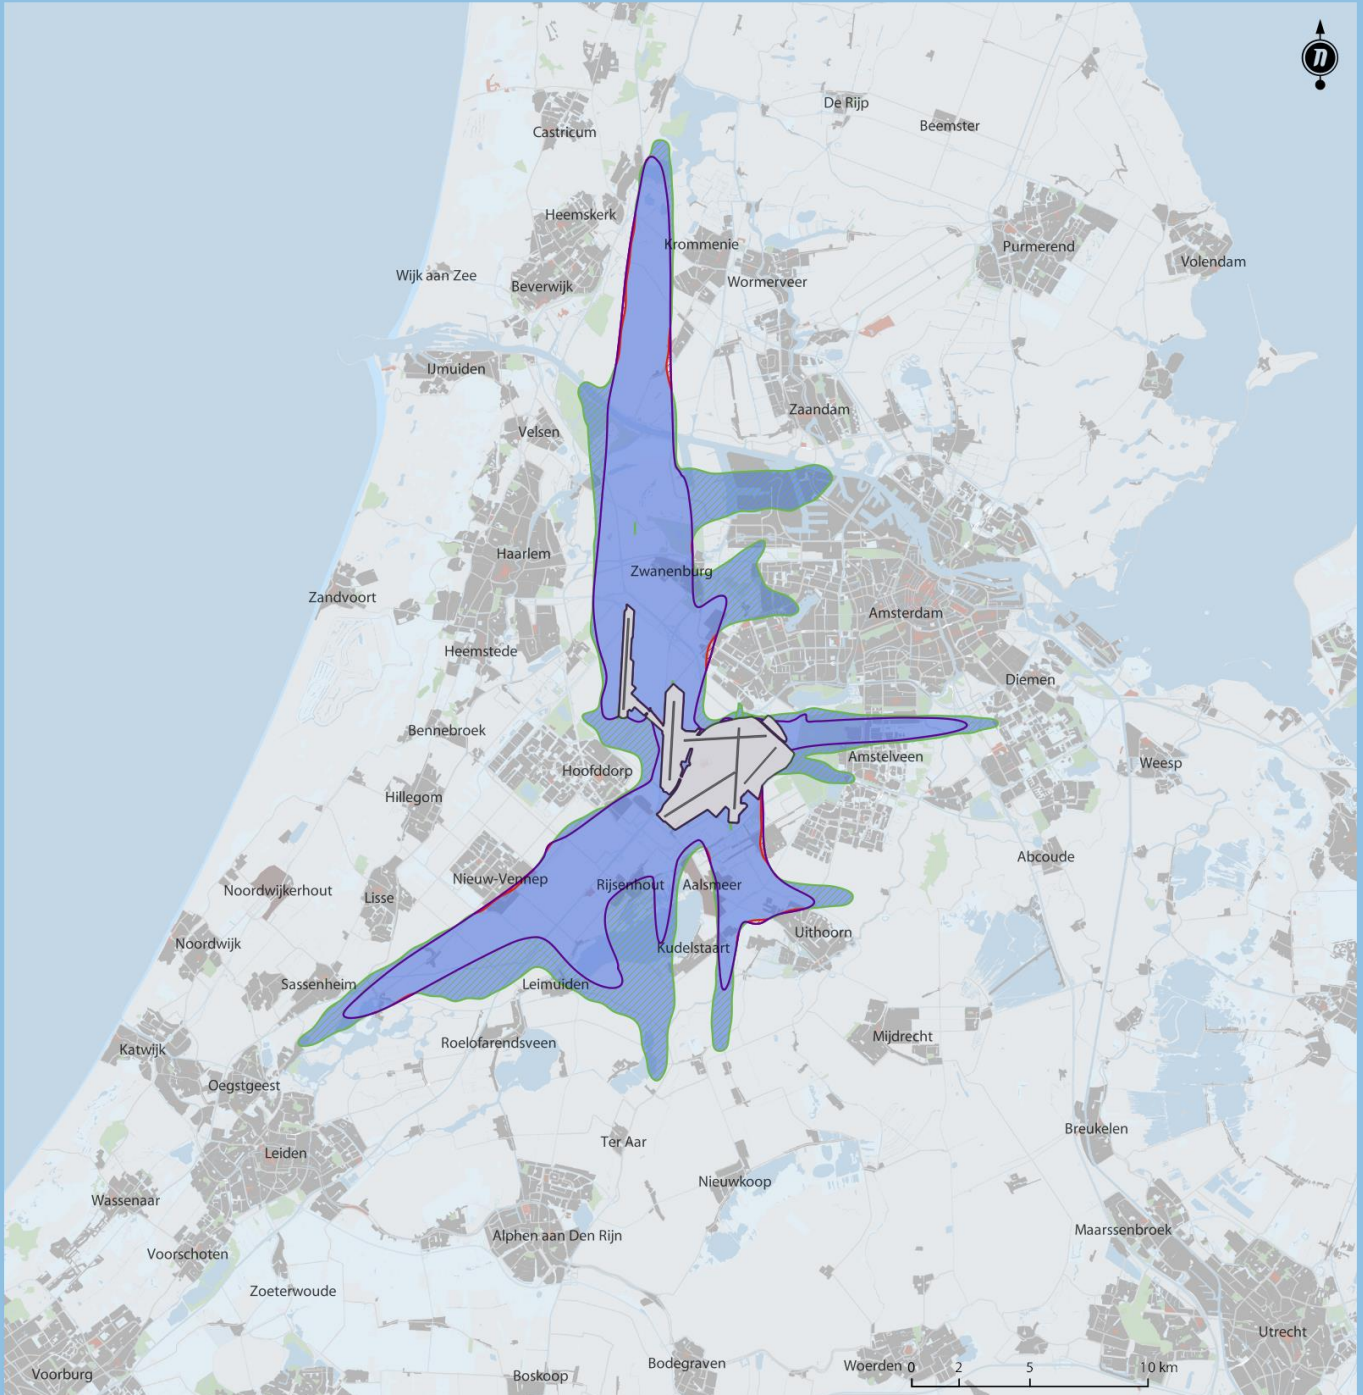 n
De Rijp
Beemster
Castricum
Heemskerk
Krommenie
Purmerend
Volendam
Wijk aan Zee
Beverwijk
Wormerveer
IJmuiden
Zaandam
Velsen
Haarlem
Zwanenburg
Zandvoort
Amsterdam
Heemstede
Diemen
Bennebroek
Amstelveen
Weesp
Hoofddorp
Hillegom
Abcoude
Nieuw-Vennep
Rijsenhout
Aalsmeer
Noordwijkerhout
Lisse
Uithoorn
Noordwijk
Kudelstaart
Sassenheim
Leimuiden
Mijdrecht
Roelofarendsveen
Katwijk
Oegstgeest
Breukelen
Ter Aar
Leiden
Nieuwkoop
Wassenaar
Maarssenbroek
Alphen aan Den Rijn
Voorschoten
Zoeterwoude
Utrecht
Bodegraven
Woerden
0 2 5 10 km
Voorburg
Boskoop